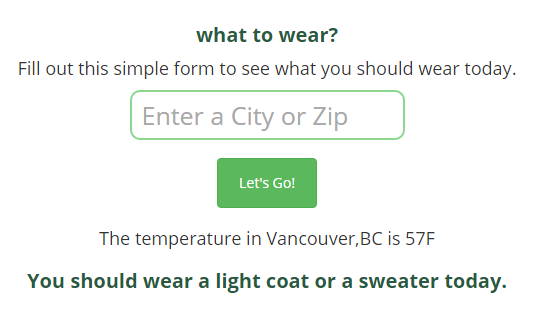 what to wear?
Fill out this simple form to see what you should wear today.
Enter a City or Zip
Let's Go!
The temperature in Vancouver,BC is 57F
You should wear a light coat or a sweater today.